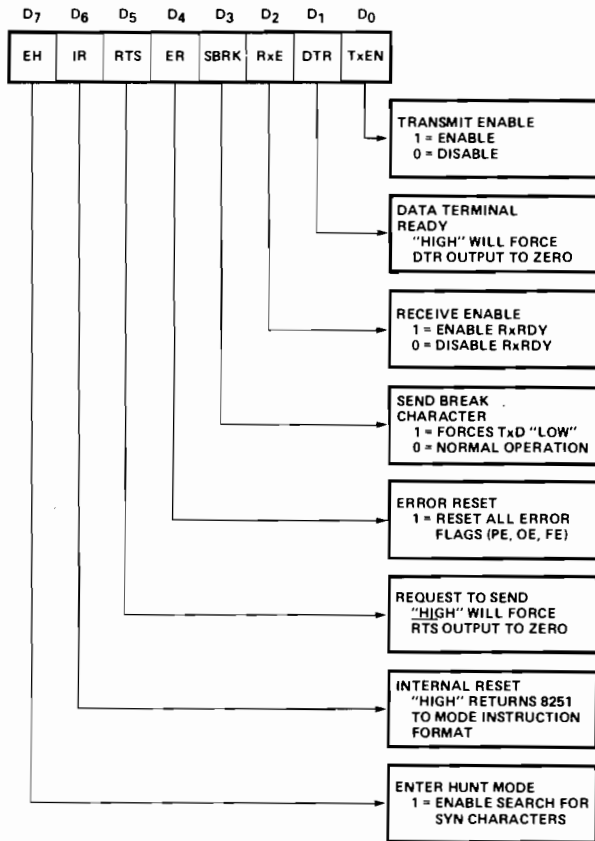 D7 D6 D5 D4 D3 D2 D1 D0
EH IR RTS ER SBRK RxE DTR TxEN
TRANSMIT ENABLE
1 = ENABLE
0 = DISABLE
DATA TERMINAL
READY
"HIGH" WILL FORCE
DTR OUTPUT TO ZERO
RECEIVE ENABLE
1 = ENABLE RxRDY
0 = DISABLE RxRDY
SEND BREAK
CHARACTER
1 = FORCES TxD "LOW"
0 = NORMAL OPERATION
ERROR RESET
1 = RESET ALL ERROR
FLAGS (PE, OE, FE)
REQUEST TO SEND
"HIGH" WILL FORCE
RTS OUTPUT TO ZERO
INTERNAL RESET
"HIGH" RETURNS 8251
TO MODE INSTRUCTION
FORMAT
ENTER HUNT MODE
1 = ENABLE SEARCH FOR
SYN CHARACTERS